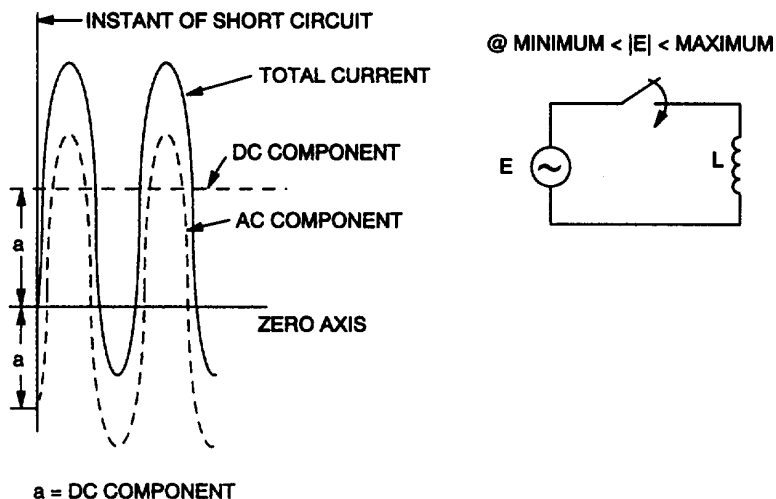 INSTANT OF SHORT CIRCUIT
@ MINIMUM < |E| < MAXIMUM
TOTAL CURRENT
DC COMPONENT
E
L
a
AC COMPONENT
ZERO AXIS
a
a = DC COMPONENT